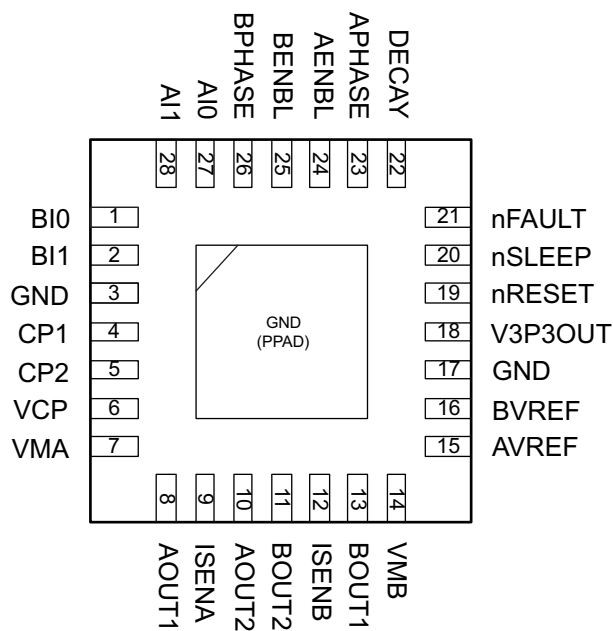 AI1
AI0
BPHASE
BENBL
AENBL
APHASE
DECAY
28
27
26
25
24
23
22
BI0 1
BI1 2
GND 3
CP1 4
CP2 5
VCP 6
VMA 7
GND
(PPAD)
21 nFAULT
20 nSLEEP
19 nRESET
18 V3P3OUT
17 GND
16 BVREF
15 AVREF
8
9
10
11
12
13
14
AOUT1
ISENA
AOUT2
BOUT2
ISENB
BOUT1
VMB